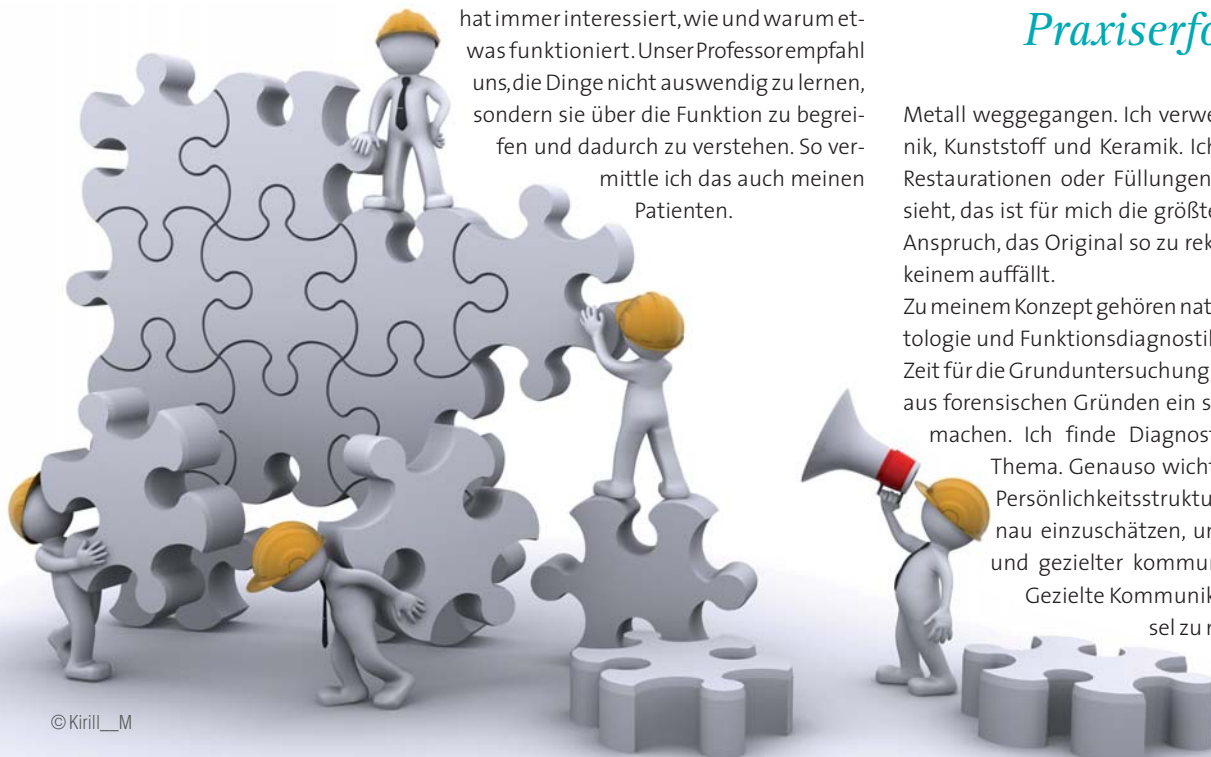 hat immer interessiert, wie und warum et-
was funktioniert. Unser Professor empfahl
uns, die Dinge nicht auswendig zu lernen,
sondern sie über die Funktion zu begrei-
fen und dadurch zu verstehen. So ver-
mittle ich das auch meinen
Patienten.
Praxiserfo
Metall weggegangen. Ich verwe
nik, Kunststoff und Keramik. Ich
Restaurationen oder Füllungen
sieht, das ist für mich die größte
Anspruch, das Original so zu rek
keinem auffällt.
Zu meinem Konzept gehören nat
tologie und Funktionsdiagnostik
Zeit für die Grunduntersuchung
aus forensischen Gründen ein s
machen. Ich finde Diagnost
Thema. Genauso wicht
Persönlichkeitsstruktu
nau einzuschätzen, un
und gezielter kommu
Gezielte Kommunik
sel zu
© Kirill__M